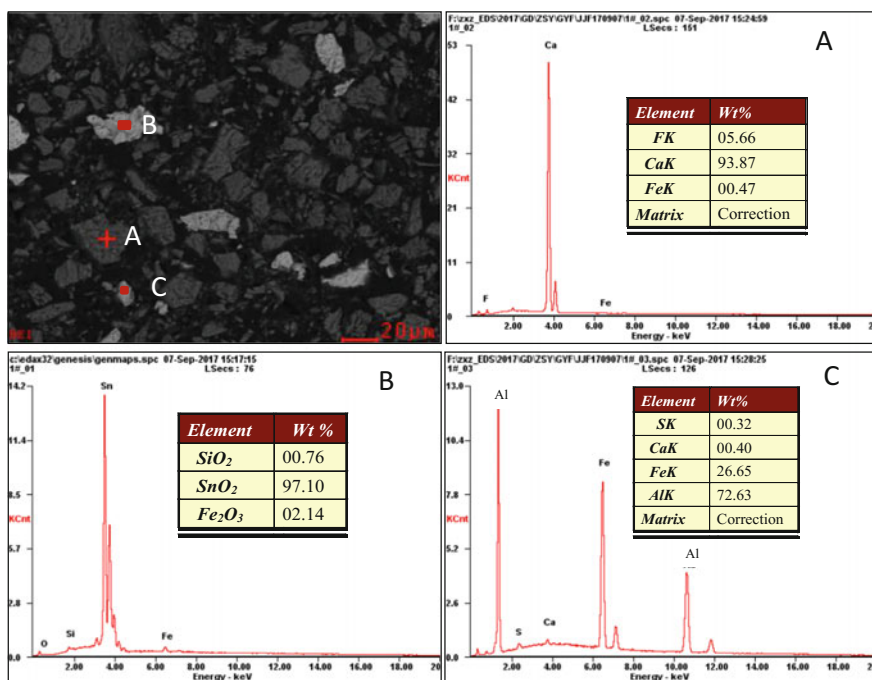 B
A
C
BEI
20μm
F:\zxz_EDS\2017\GD\ZSY\GYF\JJF170907\1#_02.spc 07-Sep-2017 15:24:59
1#_02
LSecs : 151
A
53
42
32
KCnt
21
11
0
Ca
F
Fe
Element Wt%
FK 05.66
CaK 93.87
FeK 00.47
Matrix Correction
2.00 4.00 6.00 8.00 10.00 12.00 14.00 16.00 18.00 20
Energy - keV
c:\edax32\genesis\genmaps.spc 07-Sep-2017 15:17:15
1#_01
LSecs : 76
B
14.2
11.4
8.5
KCnt
5.7
2.8
0.0
Sn
O
Si
Fe
Element Wt %
SiO2 00.76
SnO2 97.10
Fe2O3 02.14
2.00 4.00 6.00 8.00 10.00 12.00 14.00 16.00 18.00 20
Energy - keV
F:\zxz_EDS\2017\GD\ZSY\GYF\JJF170907\1#_03.spc 07-Sep-2017 15:28:25
1#_03
LSecs : 126
C
13.0
10.4
7.8
KCnt
5.2
2.6
0.0
Al
S
Ca
Fe
Al
Element Wt%
SK 00.32
CaK 00.40
FeK 26.65
AlK 72.63
Matrix Correction
2.00 4.00 6.00 8.00 10.00 12.00 14.00 16.00 18.00 20
Energy - keV